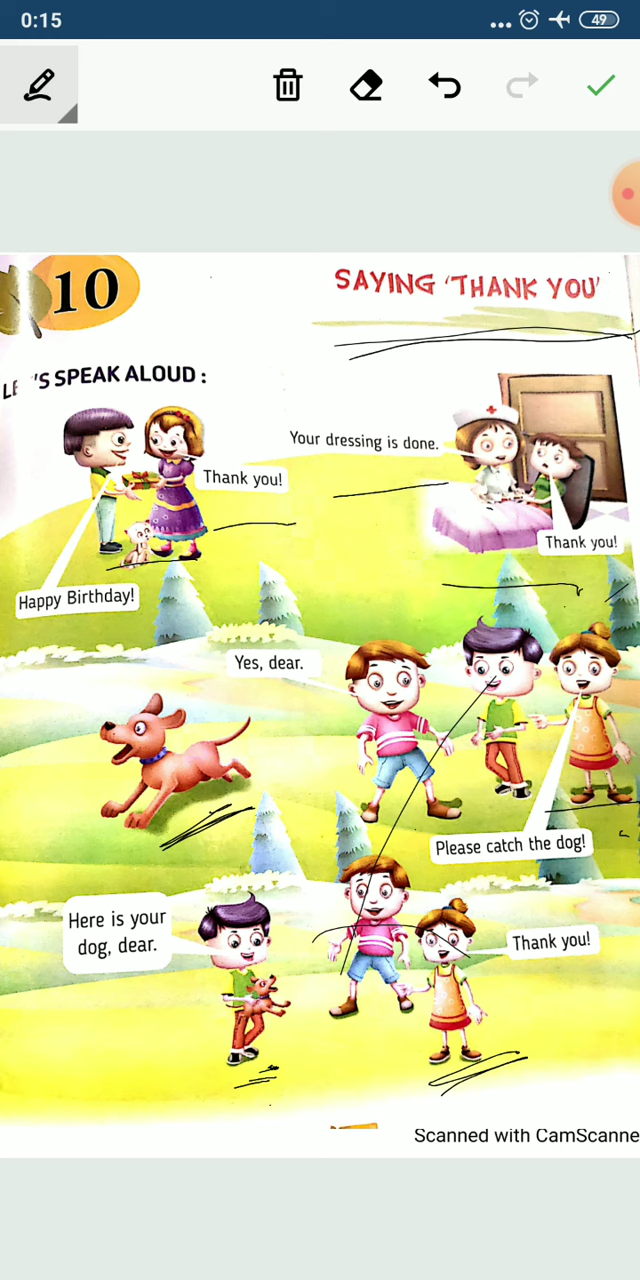 0:15
49
10
SAYING 'THANK YOU'
'S SPEAK ALOUD :
Your dressing is done.
Thank you!
Thank you!
Happy Birthday!
Yes, dear.
Please catch the dog!
Here is your
dog, dear.
Thank you!
Scanned with CamScanne